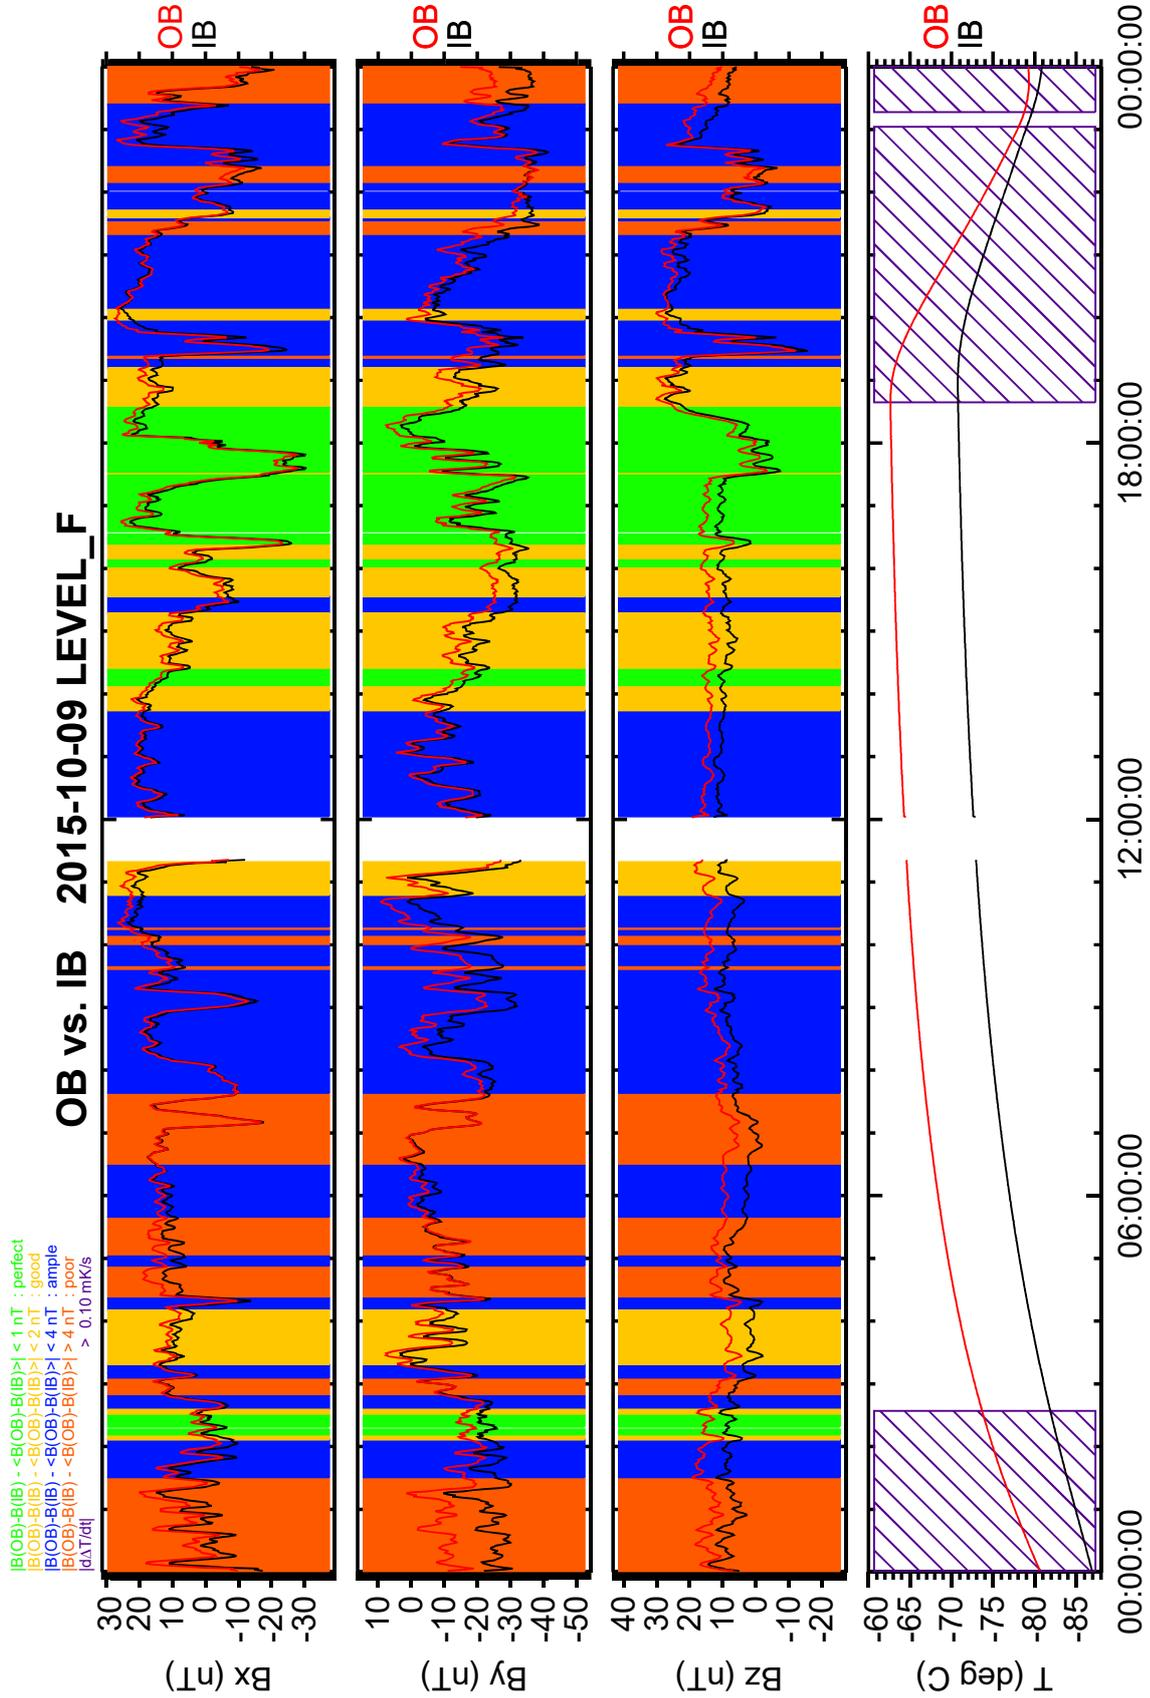 OB vs. IB 2015-10-09 LEVEL_F
|B(OB)-B(IB) - <B(OB)-B(IB)>| < 1 nT : perfect
|B(OB)-B(IB) - <B(OB)-B(IB)>| < 2 nT : good
|B(OB)-B(IB) - <B(OB)-B(IB)>| < 4 nT : ample
|B(OB)-B(IB) - <B(OB)-B(IB)>| > 4 nT : poor
|dΔT/dt| > 0.10 mK/s
Bx (nT)
30
20
10
0
-10
-20
-30
OB
IB
By (nT)
10
0
-10
-20
-30
-40
-50
OB
IB
Bz (nT)
40
30
20
10
0
-10
-20
OB
IB
T (deg C)
-60
-65
-70
-75
-80
-85
OB
IB
00:00:00
06:00:00
12:00:00
18:00:00
00:00:00